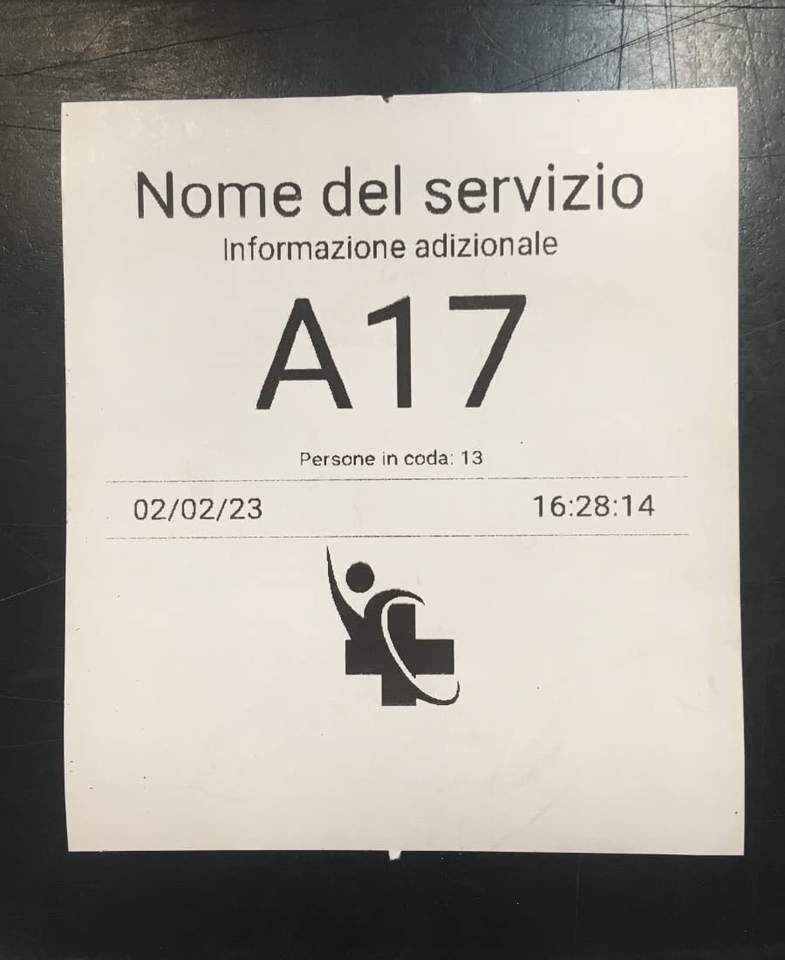 Nome del servizio
Informazione adizionale
A17
Persone in coda: 13
02/02/23 16:28:14